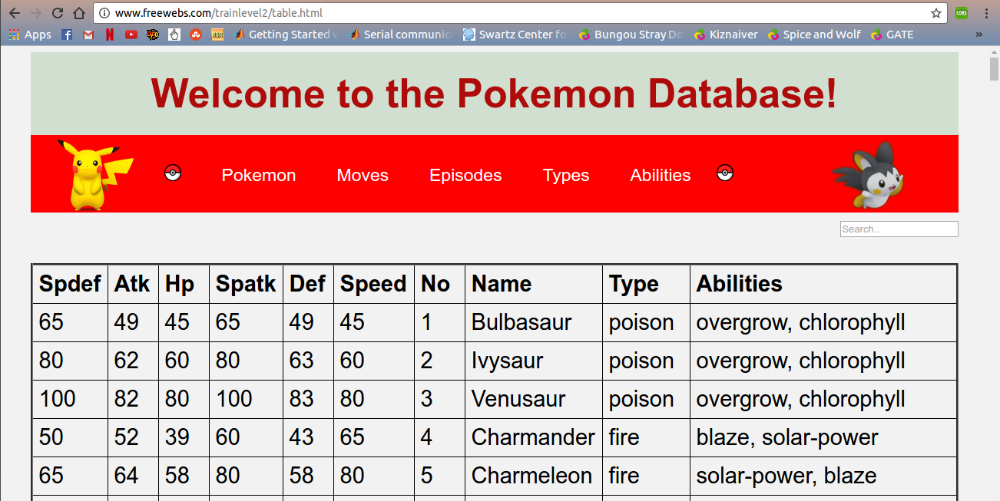 www.freewebs.com/trainlevel2/table.html
Apps Getting Started Serial communic Swartz Center fo Bungou Stray Do Kiznaiver Spice and Wolf GATE »
Welcome to the Pokemon Database!
Pokemon Moves Episodes Types Abilities
Search..
Spdef Atk Hp Spatk Def Speed No Name Type Abilities
65 49 45 65 49 45 1 Bulbasaur poison overgrow, chlorophyll
80 62 60 80 63 60 2 Ivysaur poison overgrow, chlorophyll
100 82 80 100 83 80 3 Venusaur poison overgrow, chlorophyll
50 52 39 60 43 65 4 Charmander fire blaze, solar-power
65 64 58 80 58 80 5 Charmeleon fire solar-power, blaze